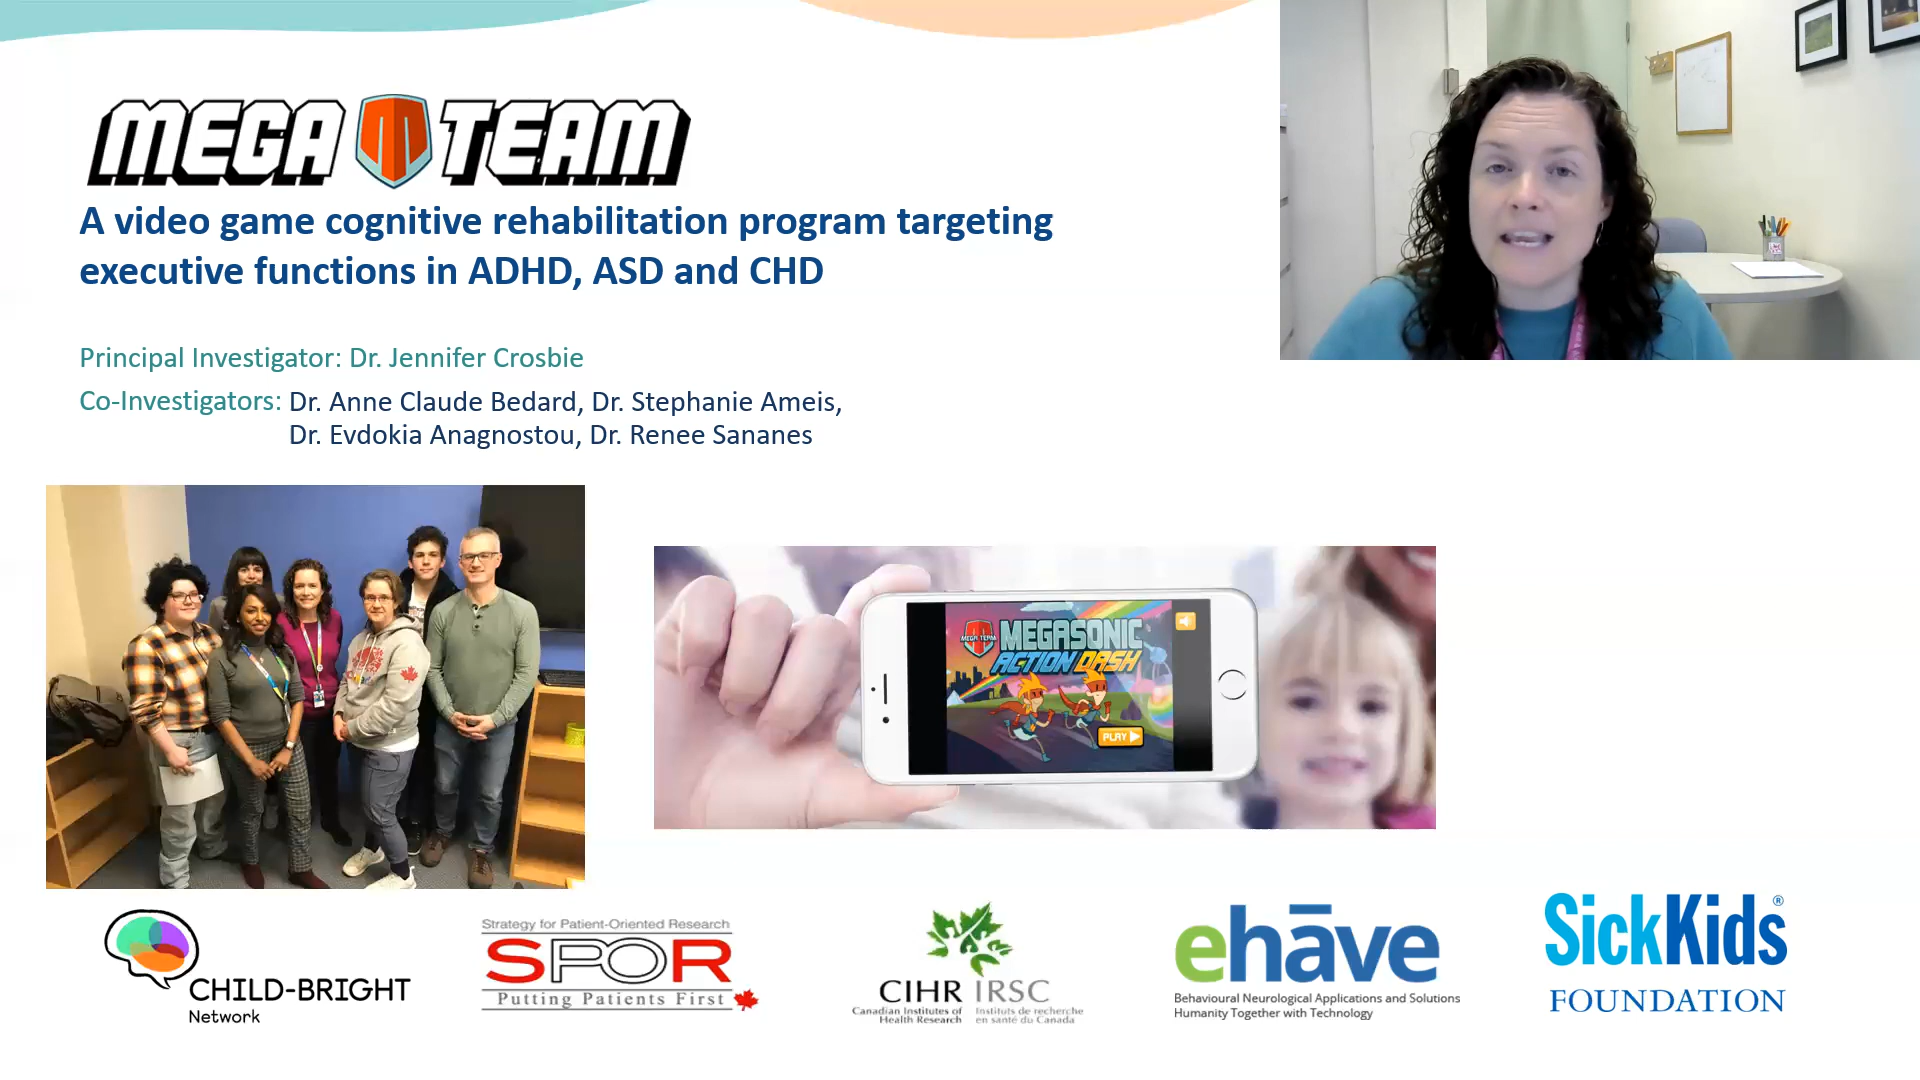 MEGA TEAM
A video game cognitive rehabilitation program targeting
executive functions in ADHD, ASD and CHD
Principal Investigator: Dr. Jennifer Crosbie
Co-Investigators: Dr. Anne Claude Bedard, Dr. Stephanie Ameis,
Dr. Evdokia Anagnostou, Dr. Renee Sananes
MEGA TEAM
MEGASONIC
ACTION DASH
PLAY
CHILD-BRIGHT
Network
Strategy for Patient-Oriented Research
SPOR
Putting Patients First
CIHR IRSC
Canadian Institutes of
Health Research
Instituts de recherche
en santé du Canada
ehāve
Behavioural Neurological Applications and Solutions
Humanity Together with Technology
SickKids®
FOUNDATION